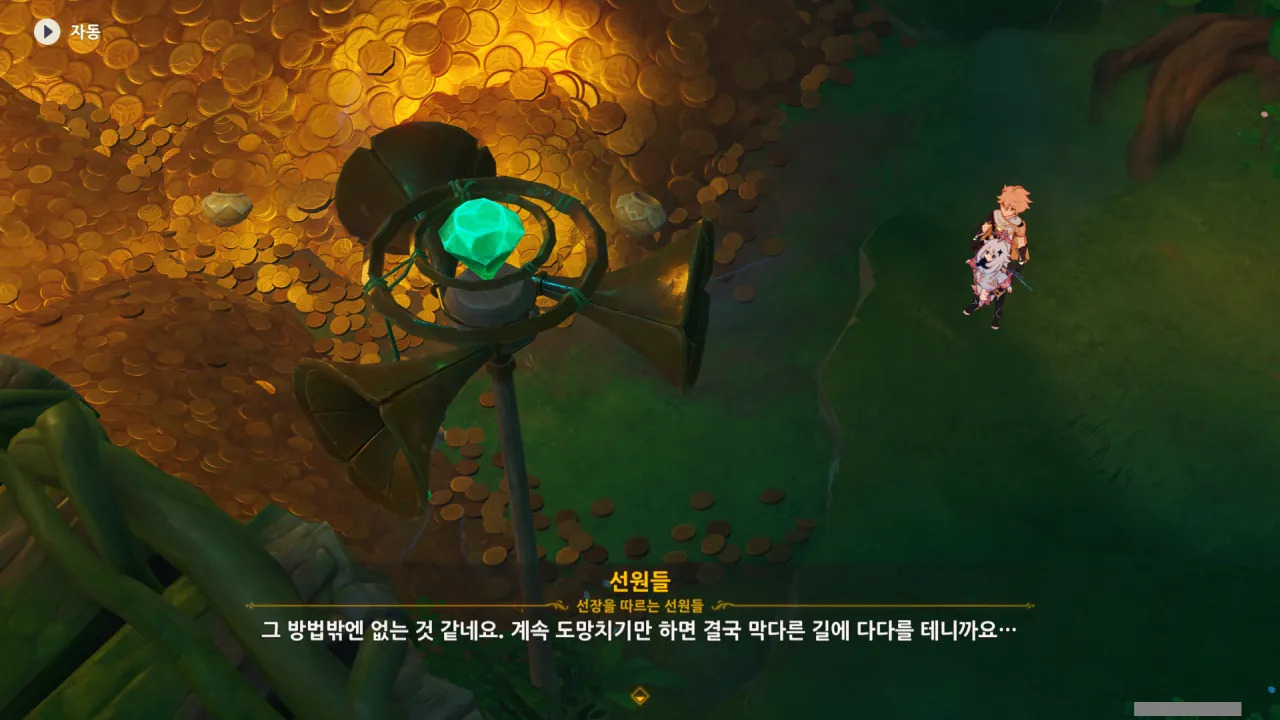 자동
선원들
선장을 따르는 선원들
그 방법밖엔 없는 것 같네요. 계속 도망치기만 하면 결국 막다른 길에 다다를 테니까요…